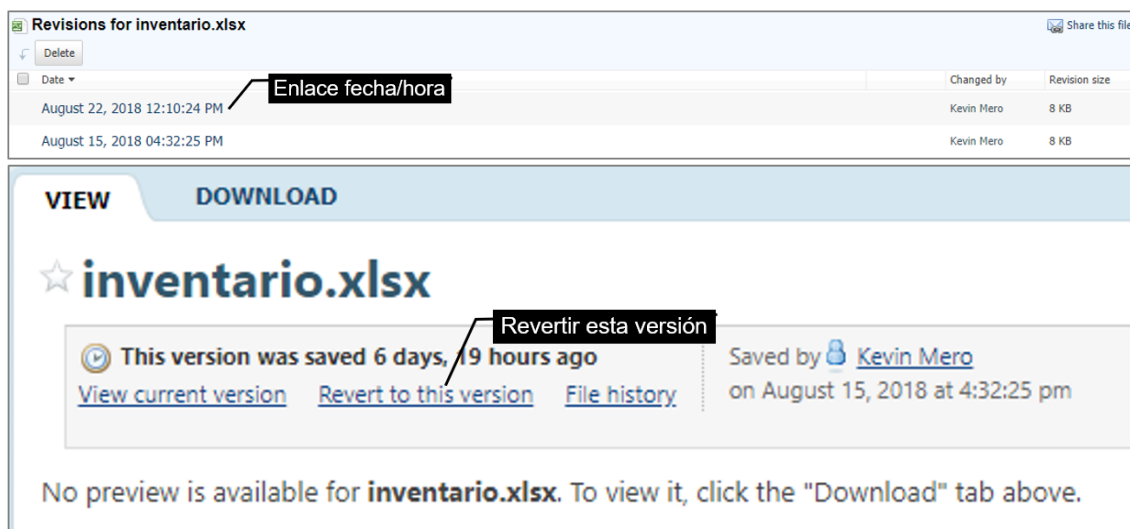 Revisions for inventario.xlsx
Share this file
Delete
Date
Enlace fecha/hora
Changed by
Revision size
August 22, 2018 12:10:24 PM
Kevin Mero
8 KB
August 15, 2018 04:32:25 PM
Kevin Mero
8 KB
VIEW
DOWNLOAD
inventario.xlsx
Revertir esta versión
This version was saved 6 days, 19 hours ago
View current version
Revert to this version
File history
Saved by Kevin Mero
on August 15, 2018 at 4:32:25 pm
No preview is available for inventario.xlsx. To view it, click the "Download" tab above.